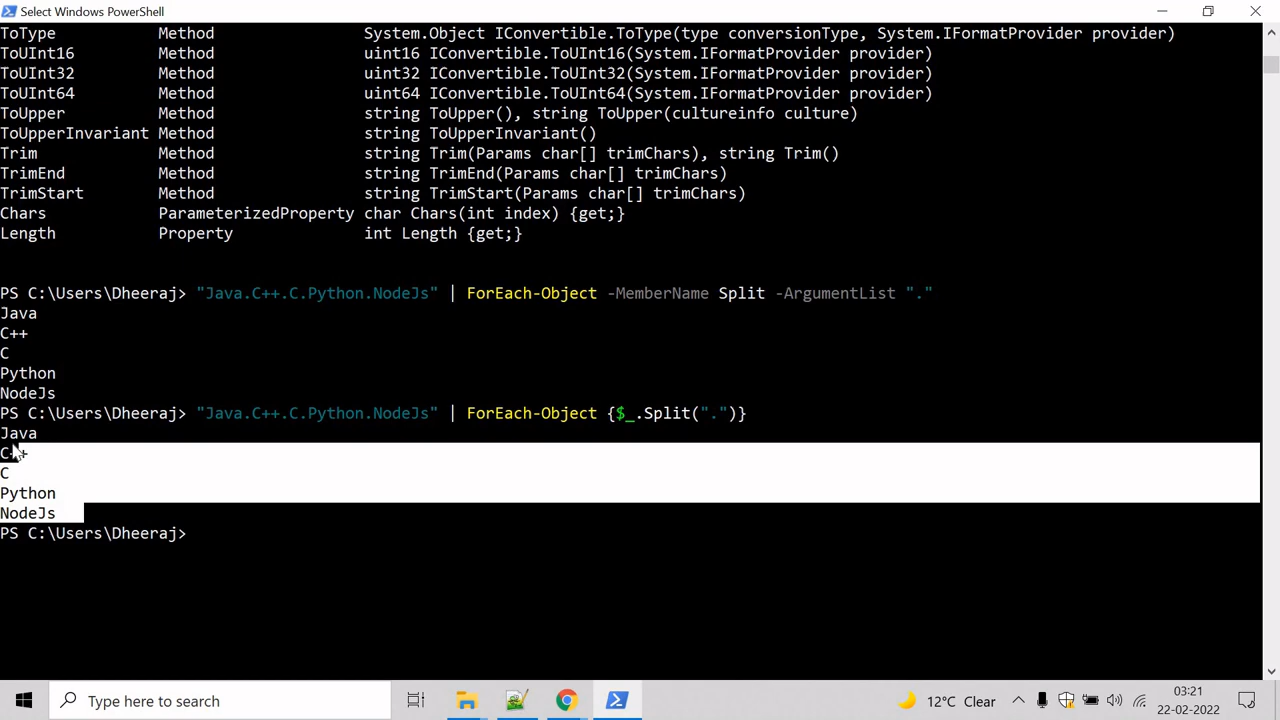 Select Windows PowerShell
ToType Method System.Object IConvertible.ToType(type conversionType, System.IFormatProvider provider)
ToUInt16 Method uint16 IConvertible.ToUInt16(System.IFormatProvider provider)
ToUInt32 Method uint32 IConvertible.ToUInt32(System.IFormatProvider provider)
ToUInt64 Method uint64 IConvertible.ToUInt64(System.IFormatProvider provider)
ToUpper Method string ToUpper(), string ToUpper(cultureinfo culture)
ToUpperInvariant Method string ToUpperInvariant()
Trim Method string Trim(Params char[] trimChars), string Trim()
TrimEnd Method string TrimEnd(Params char[] trimChars)
TrimStart Method string TrimStart(Params char[] trimChars)
Chars ParameterizedProperty char Chars(int index) {get;}
Length Property int Length {get;}
PS C:\Users\Dheeraj> "Java.C++.C.Python.NodeJs" | ForEach-Object -MemberName Split -ArgumentList "."
Java
C++
C
Python
NodeJs
PS C:\Users\Dheeraj> "Java.C++.C.Python.NodeJs" | ForEach-Object {$_.Split(".")}
Java
C++
C
Python
NodeJs
PS C:\Users\Dheeraj>
Type here to search
12°C Clear
03:21
22-02-2022